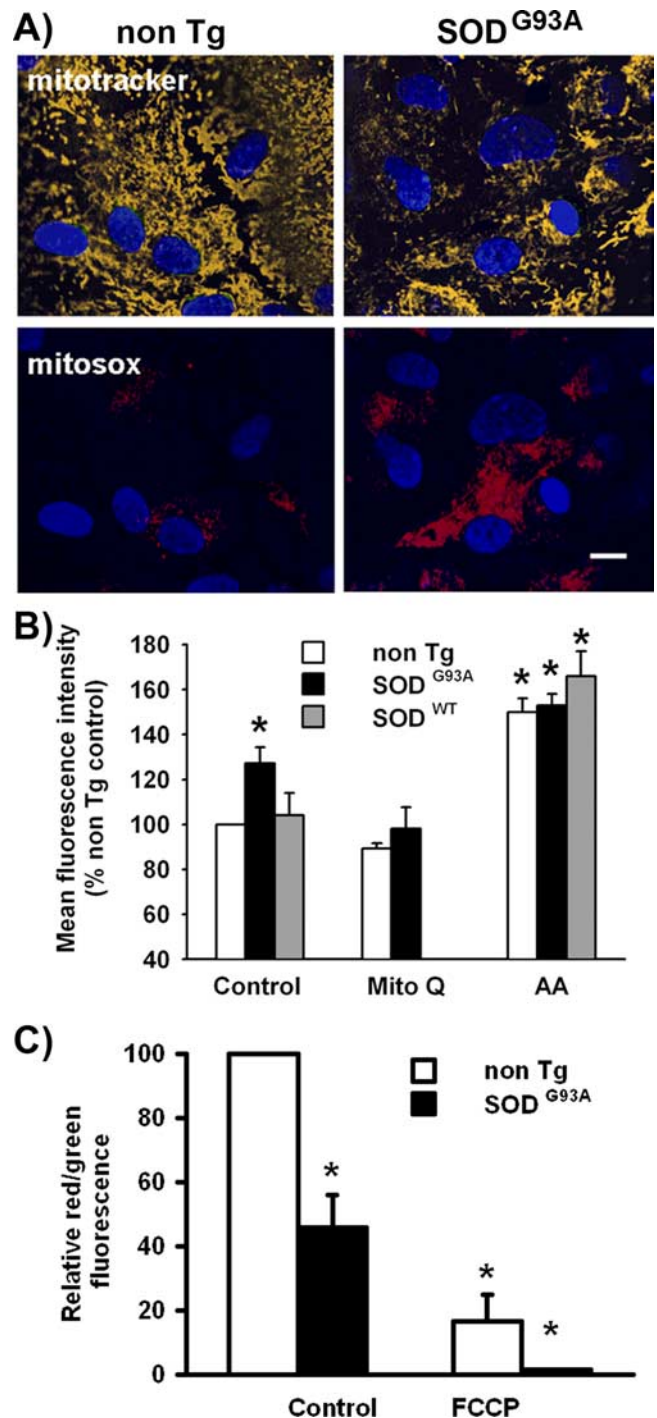 A)
non Tg
SOD G93A
mitotracker
mitosox
B)
Mean fluorescence intensity
(% non Tg control)
180
160
140
120
100
80
60
40
non Tg
SOD G93A
SOD WT
*
*
*
*
Control
Mito Q
AA
C)
Relative red/green
fluorescence
100
80
60
40
20
0
non Tg
SOD G93A
*
*
*
Control
FCCP